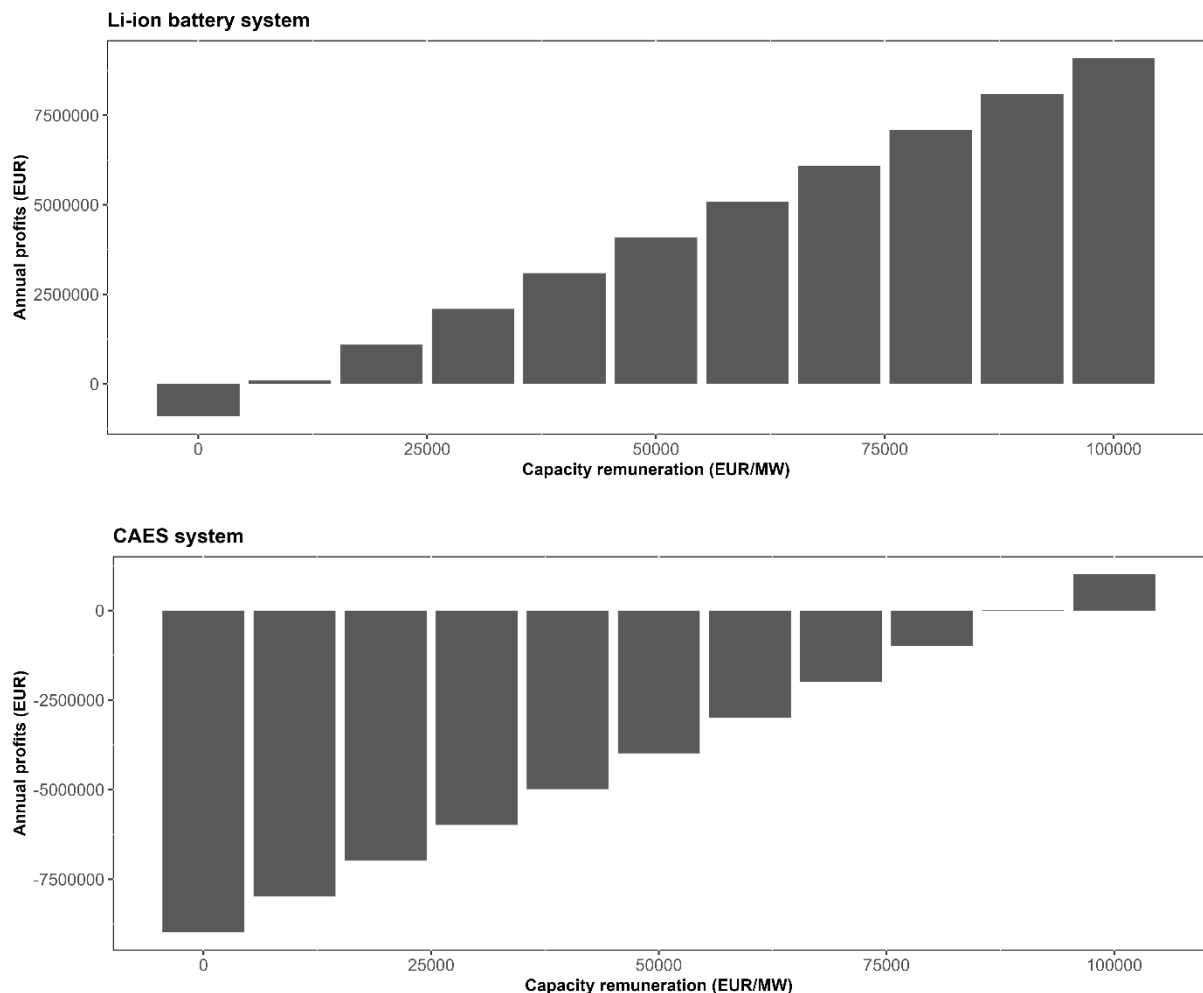 Li-ion battery system
7500000
5000000
2500000
0
Annual profits (EUR)
0 25000 50000 75000 100000
Capacity remuneration (EUR/MW)
CAES system
0
-2500000
-5000000
-7500000
Annual profits (EUR)
0 25000 50000 75000 100000
Capacity remuneration (EUR/MW)